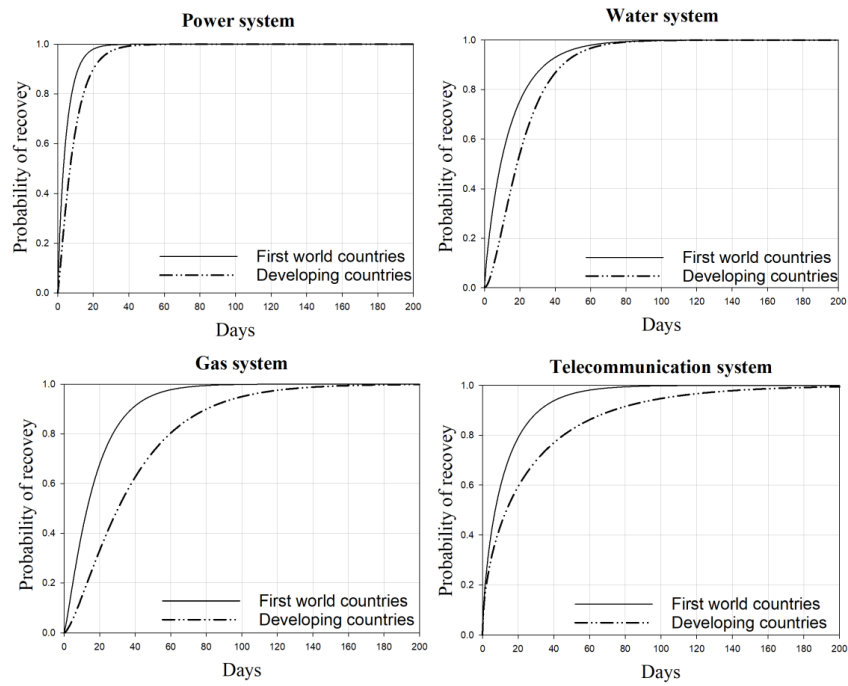 Power system
1.0
0.8
0.6
0.4
0.2
0.0
Probability of recovey
First world countries
Developing countries
0 20 40 60 80 100 120 140 160 180 200
Days
Water system
1.0
0.8
0.6
0.4
0.2
0.0
Probability of recovey
First world countries
Developing countries
0 20 40 60 80 100 120 140 160 180 200
Days
Gas system
1.0
0.8
0.6
0.4
0.2
0.0
Probability of recovey
First world countries
Developing countries
0 20 40 60 80 100 120 140 160 180 200
Days
Telecommunication system
1.0
0.8
0.6
0.4
0.2
0.0
Probability of recovey
First world countries
Developing countries
0 20 40 60 80 100 120 140 160 180 200
Days